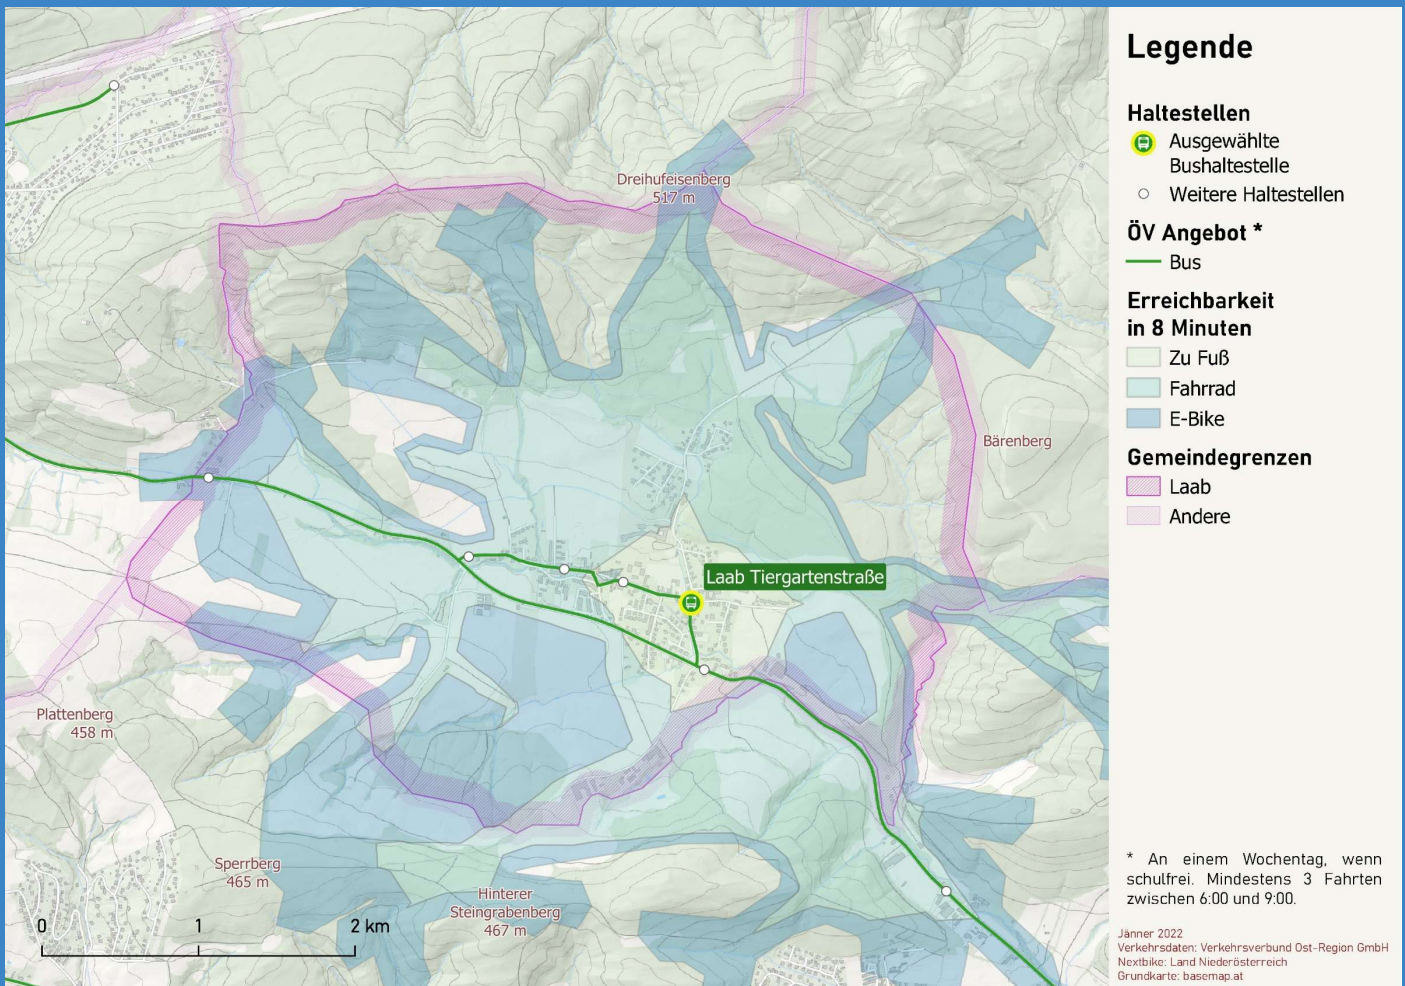 Dreihufeisenberg
517 m
Bärenberg
Laab Tiergartenstraße
Plattenberg
458 m
Sperrberg
465 m
Hinterer
Steingrabenberg
467 m
0 1 2 km
Legende
Haltestellen
Ausgewählte
Bushaltestelle
Weitere Haltestellen
ÖV Angebot *
Bus
Erreichbarkeit
in 8 Minuten
Zu Fuß
Fahrrad
E-Bike
Gemeindegrenzen
Laab
Andere
* An einem Wochentag, wenn
schulfrei. Mindestens 3 Fahrten
zwischen 6:00 und 9:00.
Jänner 2022
Verkehrsdaten: Verkehrsverbund Ost-Region GmbH
Nextbike: Land Niederösterreich
Grundkarte: basemap.at